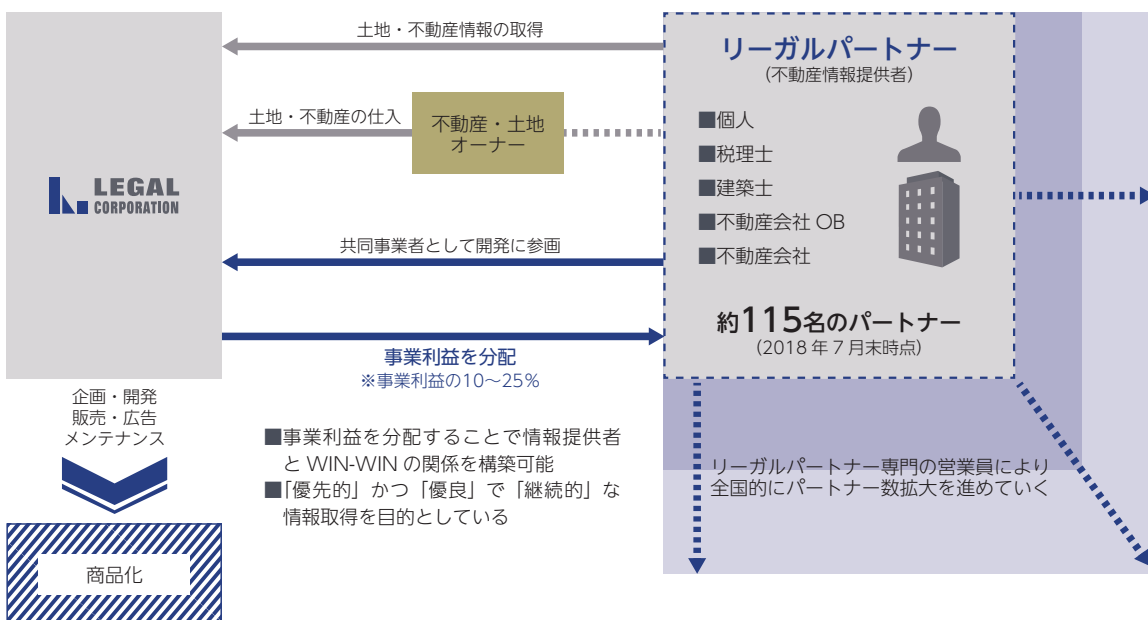 土地・不動産情報の取得
土地・不動産の仕入
不動産・土地
オーナー
LEGAL
CORPORATION
共同事業者として開発に参画
事業利益を分配
※事業利益の10～25%
リーガルパートナー
(不動産情報提供者)
■個人
■税理士
■建築士
■不動産会社 OB
■不動産会社
約115名のパートナー
(2018年7月末時点)
企画・開発
販売・広告
メンテナンス
商品化
■事業利益を分配することで情報提供者
と WIN-WIN の関係を構築可能
■「優先的」かつ「優良」で「継続的」な
情報取得を目的としている
リーガルパートナー専門の営業員により
全国的にパートナー数拡大を進めていく